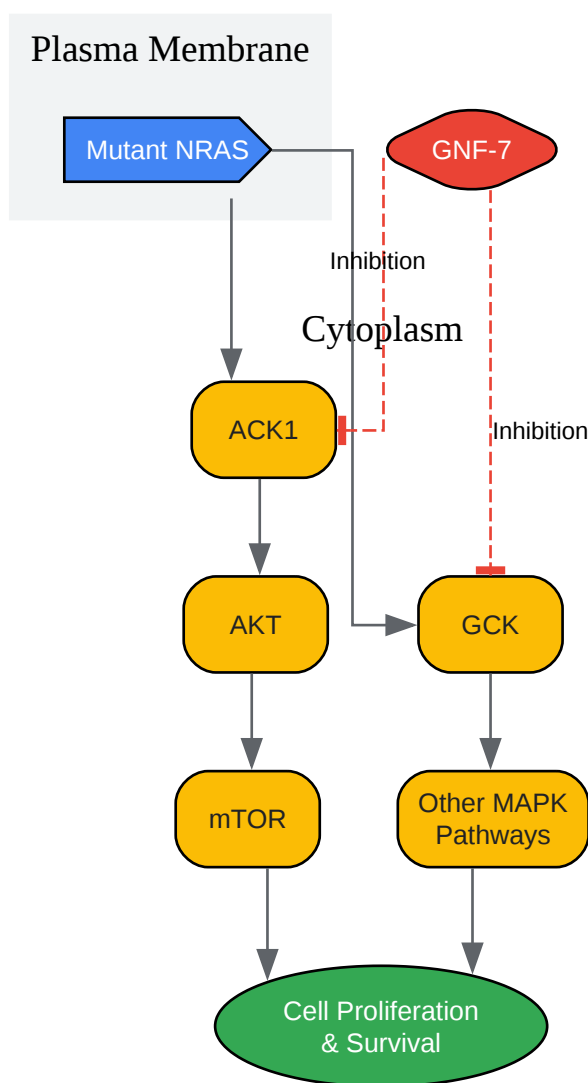 Plasma Membrane
Mutant NRAS
GNF-7
Inhibition
Cytoplasm
ACK1
Inhibition
AKT
GCK
mTOR
Other MAPK
Pathways
Cell Proliferation
& Survival